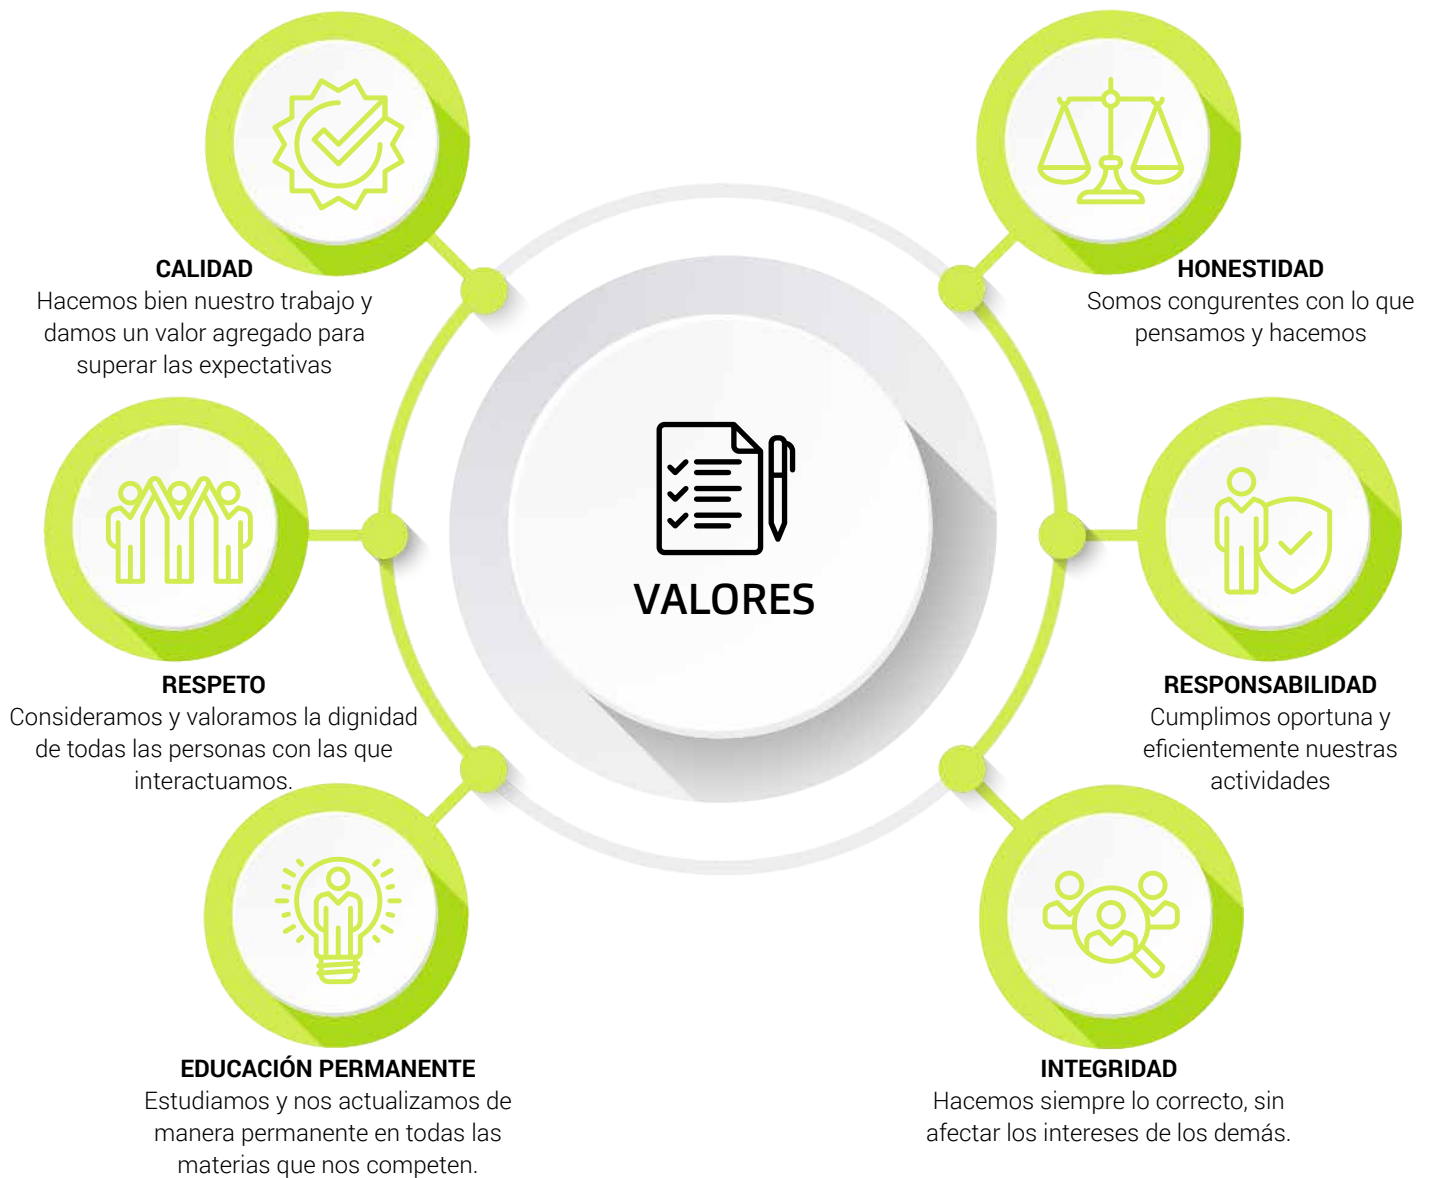 CALIDAD
Hacemos bien nuestro trabajo y
damos un valor agregado para
superar las expectativas
HONESTIDAD
Somos congurentes con lo que
pensamos y hacemos
VALORES
RESPETO
Consideramos y valoramos la dignidad
de todas las personas con las que
interactuamos.
RESPONSABILIDAD
Cumplimos oportuna y
eficientemente nuestras
actividades
EDUCACIÓN PERMANENTE
Estudiamos y nos actualizamos de
manera permanente en todas las
materias que nos competen.
INTEGRIDAD
Hacemos siempre lo correcto, sin
afectar los intereses de los demás.